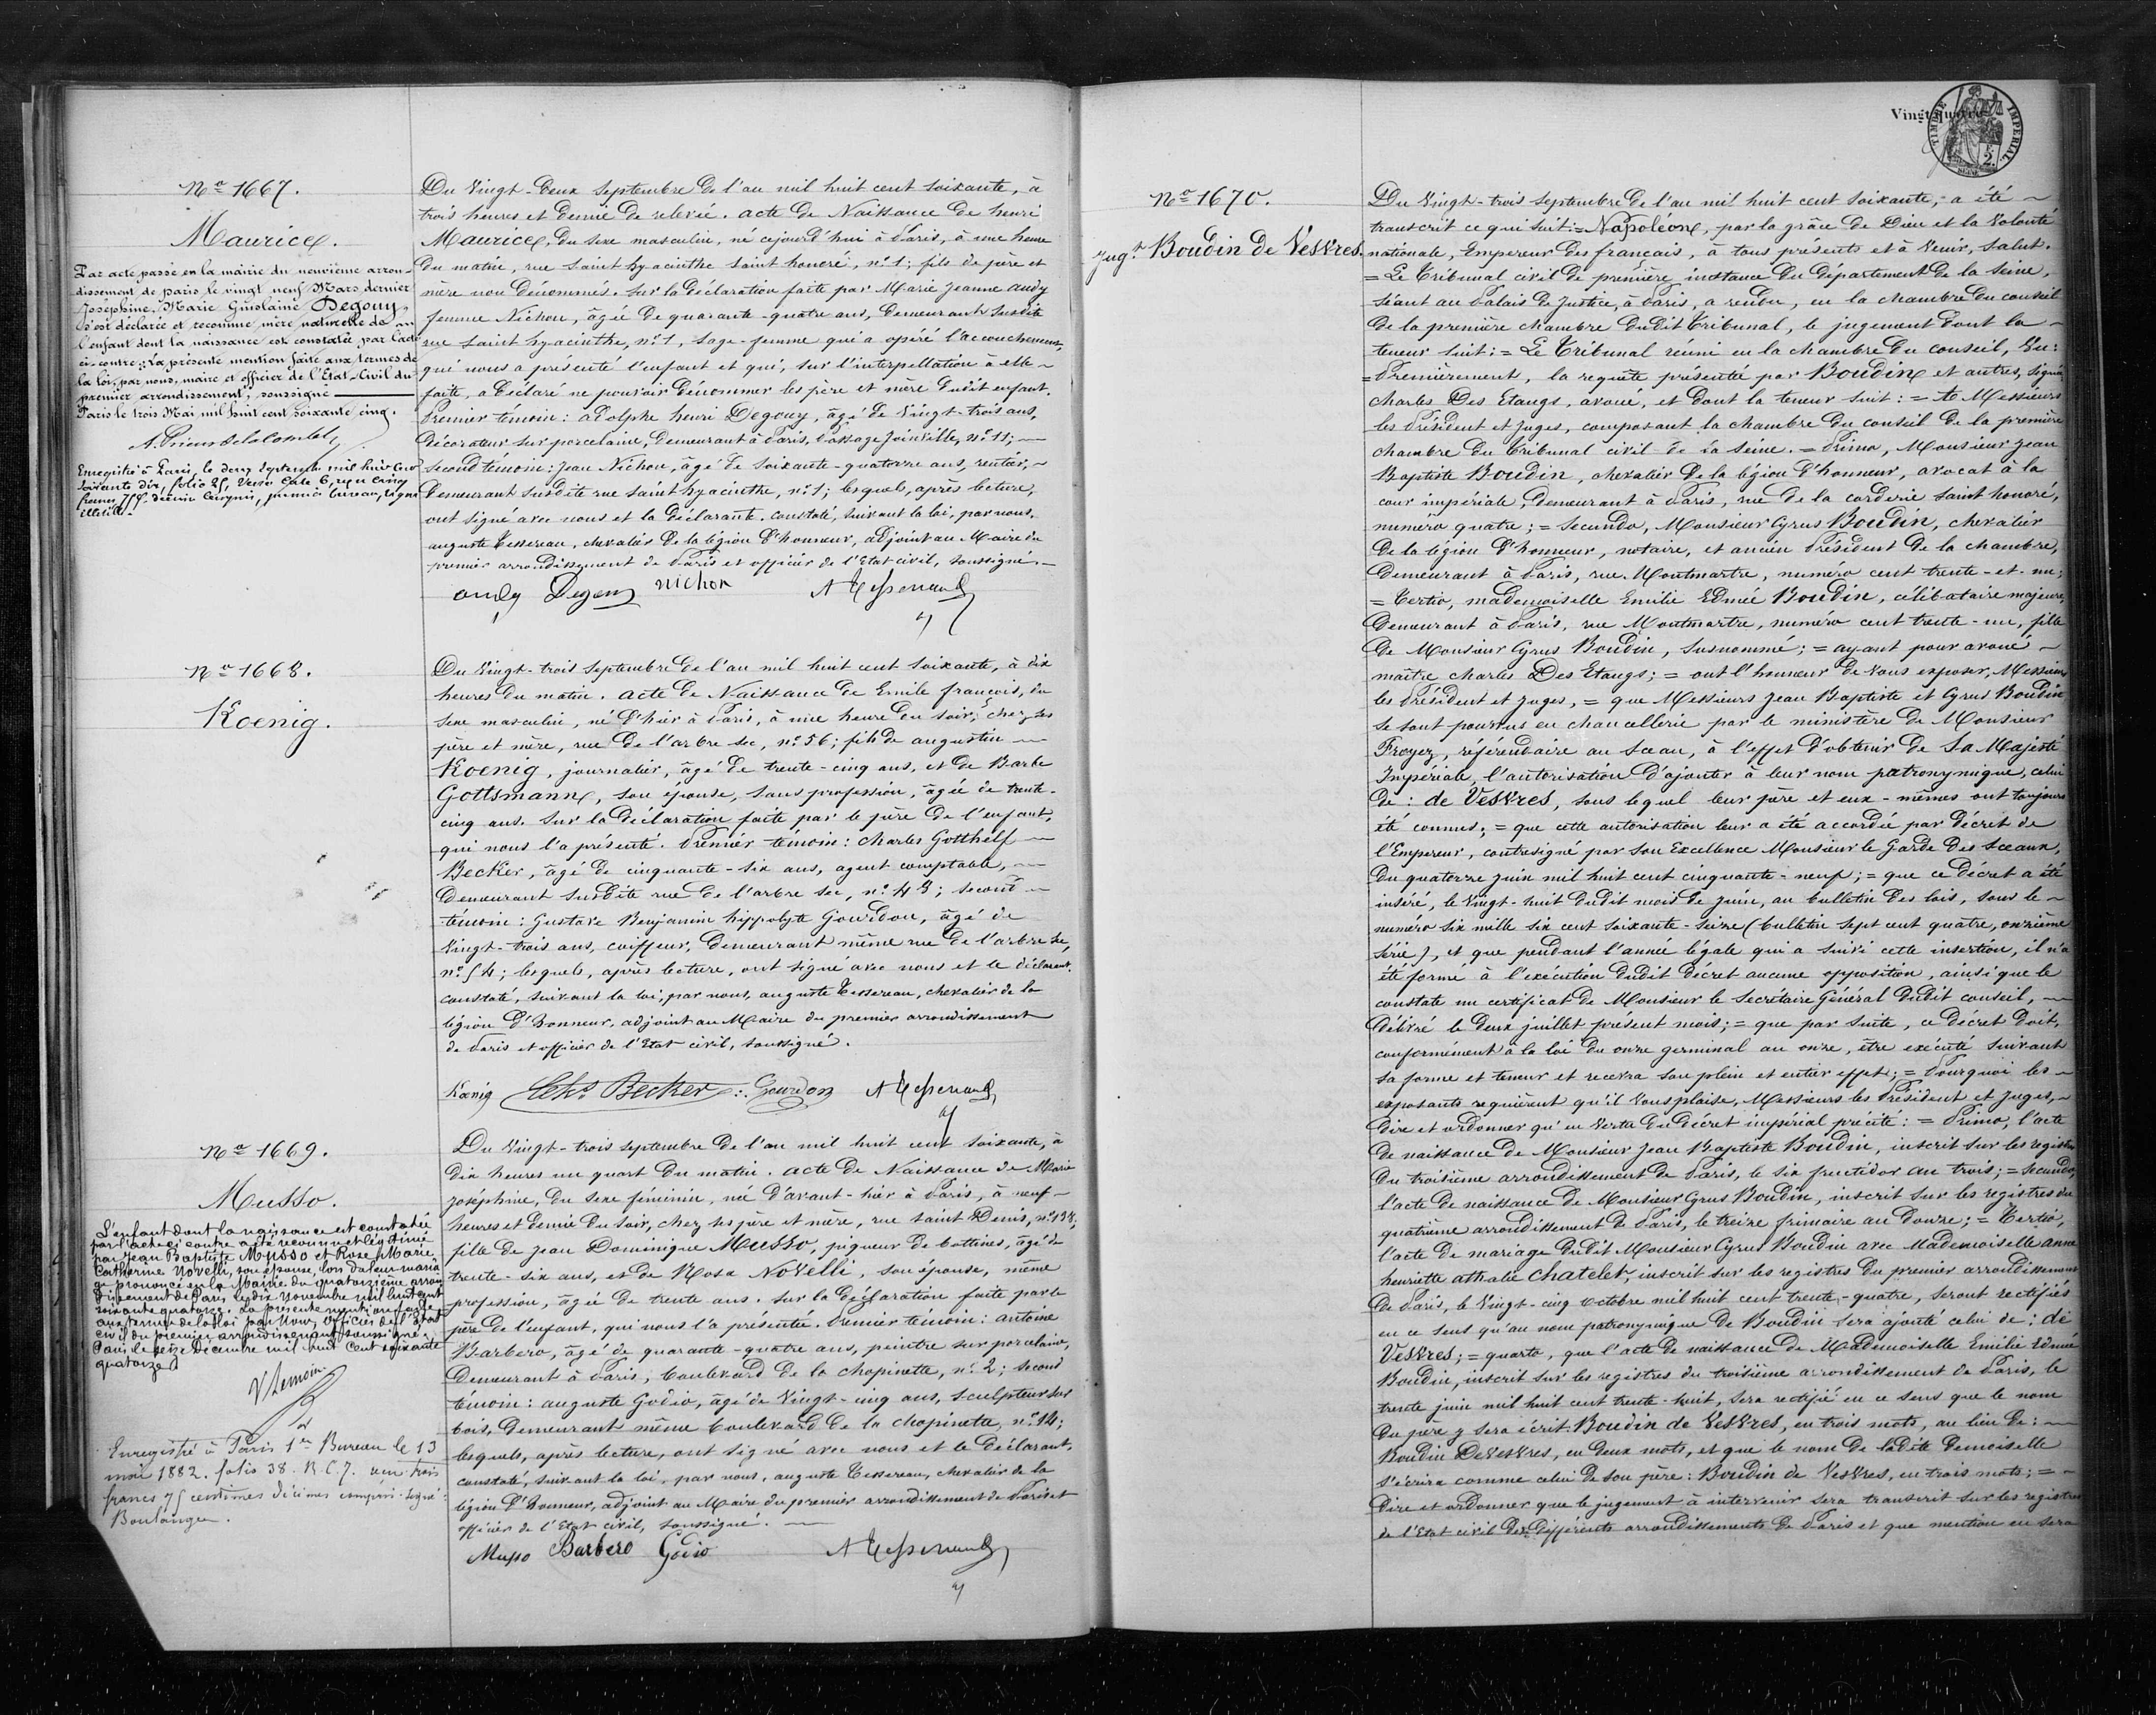 No 1667.
Maurice.
Par acte passé en la mairie du neuvième arron-
dissement de paris le vingt neuf Mars dernier
Joséphine Marie Guislaine Degouy,
s'est déclarée et reconnue mère naturelle de
l'enfant dont la naissance est constatée par l'acte
ci-contre: La présente mention faite aux termes de
la loi, par nous, maire et officier de l'Etat-Civil du
premier arrondissement, soussigné
Paris le trois Mai mil huit cent soixante cinq.
Enregistré à Paris, le deux Septembre mil huit cent
soixante dix, folio 25, verso Case 6, reçu cinq
francs 75c. décime compris, premier bureau, signé
illisible.
Du vingt-deux septembre de l'an mil huit cent soixante, à
trois heures et demie de relevée. acte de Naissance de henri
Maurice, du sexe masculin, né cejourd'hui à Paris, à une heure
du matin, rue saint hyacinthe saint honoré, no 1; fils de père et
mère non dénommés. sur la déclaration faite par Marie jeanne audy
femme Nichon, âgée de quarante-quatre ans, demeurant susdite
rue saint hyacinthe, no 1, sage-femme qui a opéré l'accouchement,
qui nous a présenté l'enfant et qui, sur l'interpellation à elle
faite, a déclaré ne pouvoir dénommer les père et mère dudit enfant.
Premier témoin: adolphe henri Degouy, âgé de vingt-trois ans,
décorateur sur porcelaine, demeurant à Paris, passage Joinville, no 11;
second témoin: jean Nichon, âgé de soixante-quatorze ans, rentier,
demeurant susdite rue saint hyacinthe, no 1; lesquels, après lecture,
ont signé avec nous et la déclarante. constaté, suivant la loi, par nous,
auguste Tessereau, chevalier de la légion d'honneur, adjoint au Maire du
premier arrondissement de Paris et officier de l'Etat civil, soussigné.
audy Degouy nichon A Tessereau
No 1668.
Koenig.
Du vingt-trois septembre de l'an mil huit cent soixante, à dix
heures du matin. acte de Naissance de Emile françois, du
sexe masculin, né d'hier à Paris, à une heure du soir, chez ses
père et mère, rue de l'arbre sec, no 56; fils de augustin
Koenig, journalier, âgé de trente-cinq ans, et de Barbe
Gottsmann, son épouse, sans profession, âgée de trente-
cinq ans. sur la déclaration faite par le père de l'enfant,
qui nous l'a présenté. Premier témoin: charles Gotthelf
Becker, âgé de cinquante-six ans, agent comptable,
demeurant susdite rue de l'arbre sec, no 43; second
témoin: Gustave Benjamin hippolyte Gourdon, âgé de
vingt-trois ans, coiffeur, demeurant même rue de l'arbre sec,
no 54; lesquels, après lecture, ont signé avec nous et le déclarant.
constaté, suivant la loi, par nous, auguste Tessereau, chevalier de la
légion d'honneur, adjoint au Maire du premier arrondissement
de Paris et officier de l'Etat civil, soussigné.
Kœnig Chs Becker Gourdon A Tessereau
No 1669.
Musso.
L'enfant dont la naissance est constatée
par l'acte ci contre a été reconnu et légitimé
par Jean Baptiste Musso et Rose Marie
Catherine Novelli, son épouse, lors de leur maria-
ge prononcé en la Mairie du quatorzième arron-
dissement de Paris, le dix novembre mil huit cent
soixante quatorze. La présente mention faite
aux termes de la loi par Nous, officier de l'Etat
civil du premier arrondissement soussigné.
Paris le seize Décembre mil huit cent soixante
quatorze
V Lemoine
Enregistré à Paris 1er Bureau le 13
mai 1882. folio 38. R. C. 7. reçu trois
francs 75 centimes décimes compris. signé:
Boulanger.
Du vingt-trois septembre de l'an mil huit cent soixante, à
dix heures un quart du matin. acte de Naissance de Marie
joséphine, du sexe féminin, née d'avant-hier à Paris, à neuf
heures et demie du soir, chez ses père et mère, rue saint Denis, no 138,
fille de jean Dominique Musso, piqueur de bottines, âgé de
trente-six ans, et de Rosa Novelli, son épouse, même
profession, âgée de trente ans. sur la déclaration faite par le
père de l'enfant, qui nous l'a présentée. Premier témoin: antoine
Barbero, âgé de quarante-quatre ans, peintre sur porcelaine,
demeurant à Paris, boulevard de la chopinette, no 2; second
témoin: auguste Godio, âgé de vingt-cinq ans, sculpteur sur
bois, demeurant même boulevard de la chopinette, no 14;
lesquels, après lecture, ont signé avec nous et le déclarant.
constaté, suivant la loi, par nous, auguste Tessereau, chevalier de la
légion d'honneur, adjoint au Maire du premier arrondissement de Paris et
officier de l'Etat civil, soussigné.
Musso Barbero Godio A Tessereau
Vingt quatre
TIMBRE IMPÉRIAL
2
No 1670.
Jugt Boudin de Vesvres.
Du vingt-trois septembre de l'an mil huit cent soixante, a été
transcrit ce qui suit: = Napoléon, par la grâce de Dieu et la volonté
nationale, Empereur des français, à tous présents et à venir, salut.
= Le Tribunal civil de première instance du département de la seine,
séant au Palais de justice, à Paris, a rendu, en la chambre du conseil
de la première chambre dudit tribunal, le jugement dont la
teneur suit: = Le Tribunal réuni en la chambre du conseil, Vu:
= Premièrement, la requête présentée par Boudin et autres, signé
charles Des Etangs, avoué, et dont la teneur suit: = A Messieurs
les Président et juges, composant la chambre du conseil de la première
chambre du tribunal civil de la seine. = Primo, Monsieur jean
Baptiste Boudin, chevalier de la légion d'honneur, avocat à la
cour impériale, demeurant à Paris, rue de la corderie saint honoré,
numéro quatre; = secundo, Monsieur Cyrus Boudin, chevalier
de la légion d'honneur, notaire, et ancien Président de la chambre,
demeurant à Paris, rue Montmartre, numéro cent trente-et-un;
= Tertio, mademoiselle Emilie Edmée Boudin, célibataire majeure,
demeurant à Paris, rue Montmartre, numéro cent trente-un, fille
de Monsieur Cyrus Boudin, susnommé; = ayant pour avoué
maître charles Des Etangs; = ont l'honneur de vous exposer, Messieurs
les Président et juges, = que Messieurs jean Baptiste et Cyrus Boudin
se sont pourvus en chancellerie par le ministère de Monsieur
Froyez, référendaire au sceau, à l'effet d'obtenir de Sa Majesté
Impériale, l'autorisation d'ajouter à leur nom patronymique, celui
de: de Vesvres, sous lequel leur père et eux-mêmes ont toujours
été connus; = que cette autorisation leur a été accordée par décret de
l'Empereur, contresigné par son Excellence Monsieur le Garde des sceaux,
du quatorze juin mil huit cent cinquante-neuf; = que ce décret a été
inséré, le vingt-huit dudit mois de juin, au bulletin des lois, sous le
numéro six mille six cent soixante-seize (bulletin sept cent quatre, onzième
série), et que pendant l'année légale qui a suivi cette insertion, il n'a
été formé à l'exécution dudit décret aucune opposition, ainsi que le
constate un certificat de Monsieur le Secrétaire Général dudit conseil,
délivré le deux juillet présent mois; = que par suite, ce décret doit,
conformément à la loi du onze germinal an onze, être exécuté suivant
sa forme et teneur et recevra son plein et entier effet; = Pourquoi les
exposants requièrent qu'il vous plaise, Messieurs les Président et juges,
dire et ordonner qu'en vertu du décret impérial précité: = Primo, l'acte
de naissance de Monsieur jean Baptiste Boudin, inscrit sur les registres
du troisième arrondissement de Paris, le six fructidor an trois; = secundo,
l'acte de naissance de Monsieur Cyrus Boudin, inscrit sur les registres du
quatrième arrondissement de Paris, le treize frimaire an douze; = Tertio,
l'acte de mariage dudit Monsieur Cyrus Boudin avec Mademoiselle anne
henriette athalie Chatelet, inscrit sur les registres du premier arrondissement
de Paris, le vingt-cinq octobre mil huit cent trente-quatre, seront rectifiés
en ce sens qu'au nom patronymique de Boudin sera ajouté celui de: de
Vesvres; = quarto, que l'acte de naissance de Mademoiselle Emilie Edmée
Boudin, inscrit sur les registres du troisième arrondissement de Paris, le
trente juin mil huit cent trente-huit, sera rectifié en ce sens que le nom
du père y sera écrit: Boudin de Vesvres, en trois mots, au lieu de:
Boudin Devesvres, en deux mots, et que le nom de ladite demoiselle
s'écrira comme celui de son père: Boudin de Vesvres, en trois mots; =
dire et ordonner que le jugement à intervenir sera transcrit sur les registres
de l'Etat civil des différents arrondissements de Paris et que mention en sera